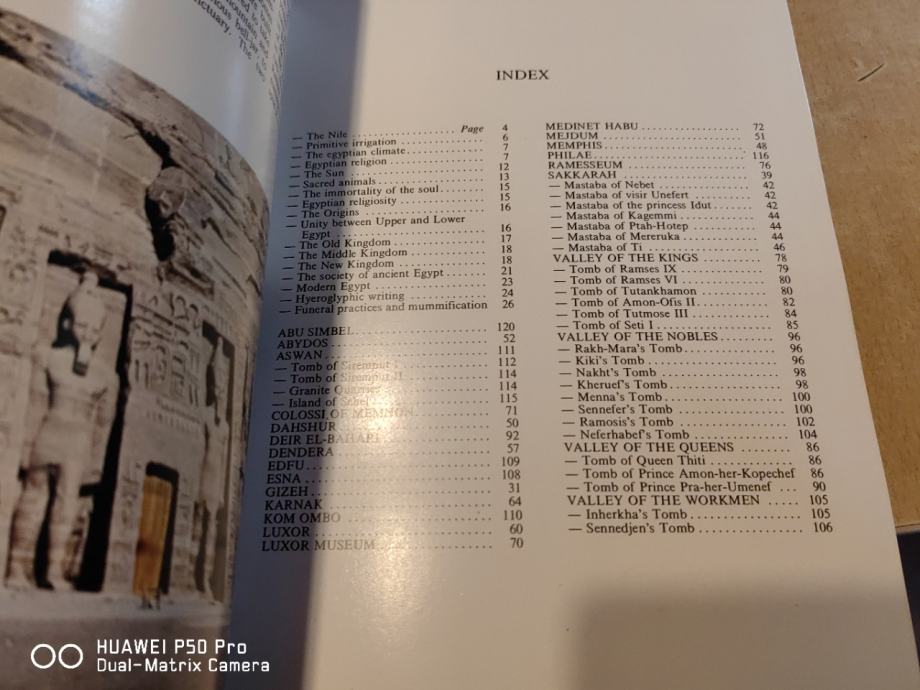 ious bell-jar
nctuary. The two
INDEX
Page
— The Nile ........ 4
— Primitive irrigation ........ 6
— The egyptian climate ........ 7
— Egyptian religion ........ 7
— The Sun ........ 12
— Sacred animals ........ 13
— The immortality of the soul ........ 15
— Egyptian religiosity ........ 15
— The Origins ........ 16
— Unity between Upper and Lower
Egypt ........ 16
— The Old Kingdom ........ 17
— The Middle Kingdom ........ 18
— The New Kingdom ........ 18
— The society of ancient Egypt ........ 21
— Modern Egypt ........ 23
— Hyeroglyphic writing ........ 24
— Funeral practices and mummification 26
ABU SIMBEL ........ 120
ABYDOS ........ 52
ASWAN ........ 111
— Tomb of Siremput I ........ 112
— Tomb of Siremput II ........ 114
— Granite Quarries ........ 114
— Island of Sehel ........ 115
COLOSSI OF MEMNON ........ 71
DAHSHUR ........ 50
DEIR EL-BAHARI ........ 92
DENDERA ........ 57
EDFU ........ 109
ESNA ........ 108
GIZEH ........ 31
KARNAK ........ 64
KOM OMBO ........ 110
LUXOR ........ 60
LUXOR MUSEUM ........ 70
MEDINET HABU ........ 72
MEJDUM ........ 51
MEMPHIS ........ 48
PHILAE ........ 116
RAMESSEUM ........ 76
SAKKARAH ........ 39
— Mastaba of Nebet ........ 42
— Mastaba of visir Unefert ........ 42
— Mastaba of the princess Idut ........ 42
— Mastaba of Kagemmi ........ 44
— Mastaba of Ptah-Hotep ........ 44
— Mastaba of Mereruka ........ 44
— Mastaba of Ti ........ 46
VALLEY OF THE KINGS ........ 78
— Tomb of Ramses IX ........ 79
— Tomb of Ramses VI ........ 80
— Tomb of Tutankhamon ........ 80
— Tomb of Amon-Ofis II ........ 82
— Tomb of Tutmose III ........ 84
— Tomb of Seti I ........ 85
VALLEY OF THE NOBLES ........ 96
— Rakh-Mara's Tomb ........ 96
— Kiki's Tomb ........ 96
— Nakht's Tomb ........ 98
— Kheruef's Tomb ........ 98
— Menna's Tomb ........ 100
— Sennefer's Tomb ........ 100
— Ramosis's Tomb ........ 102
— Neferhabef's Tomb ........ 104
VALLEY OF THE QUEENS ........ 86
— Tomb of Queen Thiti ........ 86
— Tomb of Prince Amon-her-Kopechef 86
— Tomb of Prince Pra-her-Umenef ... 90
VALLEY OF THE WORKMEN ........ 105
— Inherkha's Tomb ........ 105
— Sennedjen's Tomb ........ 106
HUAWEI P50 Pro
Dual-Matrix Camera